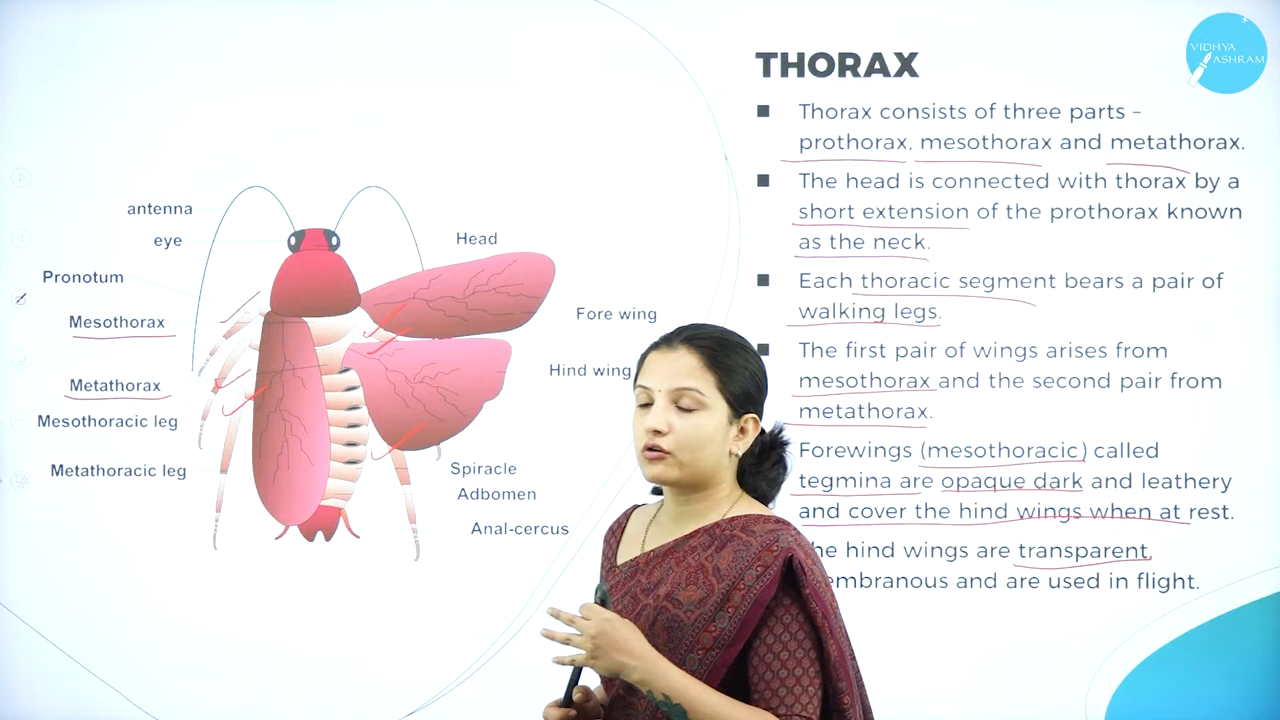 VIDHYA
ASHRAM
THORAX
Thorax consists of three parts –
prothorax, mesothorax and metathorax.
The head is connected with thorax by a
short extension of the prothorax known
as the neck.
Each thoracic segment bears a pair of
walking legs.
The first pair of wings arises from
mesothorax and the second pair from
metathorax.
Forewings (mesothoracic) called
tegmina are opaque dark and leathery
and cover the hind wings when at rest.
hind wings are transparent,
and are used in flight.
antenna
eye
Pronotum
Mesothorax
Metathorax
Mesothoracic leg
Metathoracic leg
Head
Fore wing
Hind wing
Spiracle
Adbomen
Anal-cercus